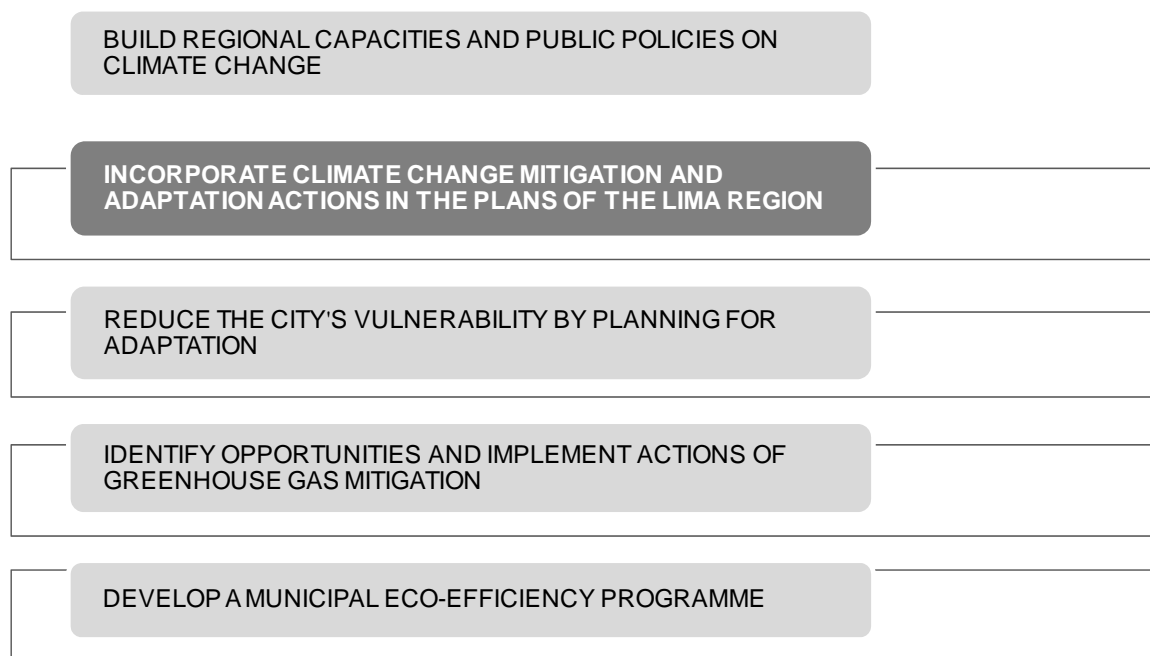 BUILD REGIONAL CAPACITIES AND PUBLIC POLICIES ON
CLIMATE CHANGE
INCORPORATE CLIMATE CHANGE MITIGATION AND
ADAPTATION ACTIONS IN THE PLANS OF THE LIMA REGION
REDUCE THE CITY'S VULNERABILITY BY PLANNING FOR
ADAPTATION
IDENTIFY OPPORTUNITIES AND IMPLEMENT ACTIONS OF
GREENHOUSE GAS MITIGATION
DEVELOP A MUNICIPAL ECO-EFFICIENCY PROGRAMME